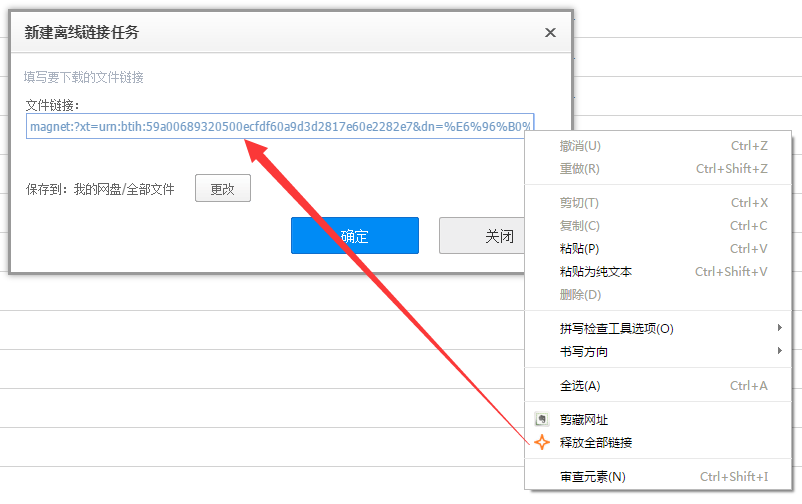 新建离线链接任务
填写要下载的文件链接
文件链接：
magnet:?xt=urn:btih:59a00689320500ecfdf60a9d3d2817e60e2282e7&dn=%E6%96%B0%
保存到：我的网盘/全部文件 更改
确定 关闭
撤消(U) Ctrl+Z
重做(R) Ctrl+Shift+Z
剪切(T) Ctrl+X
复制(C) Ctrl+C
粘贴(P) Ctrl+V
粘贴为纯文本 Ctrl+Shift+V
删除(D)
拼写检查工具选项(O)
书写方向
全选(A) Ctrl+A
剪藏网址
释放全部链接
审查元素(N) Ctrl+Shift+I